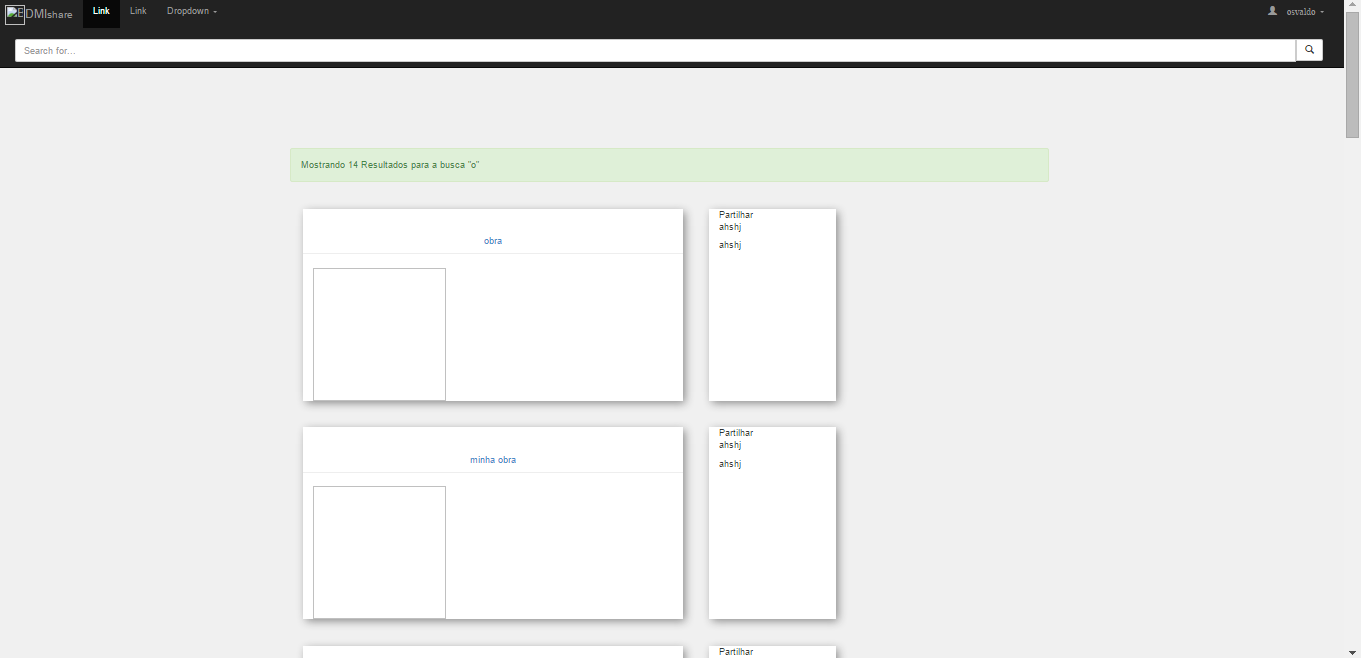 EDMIshare Link Link Dropdown osvaldo
Search for...
Mostrando 14 Resultados para a busca "o"
obra
Partilhar
ahshj
ahshj
minha obra
Partilhar
ahshj
ahshj
Partilhar